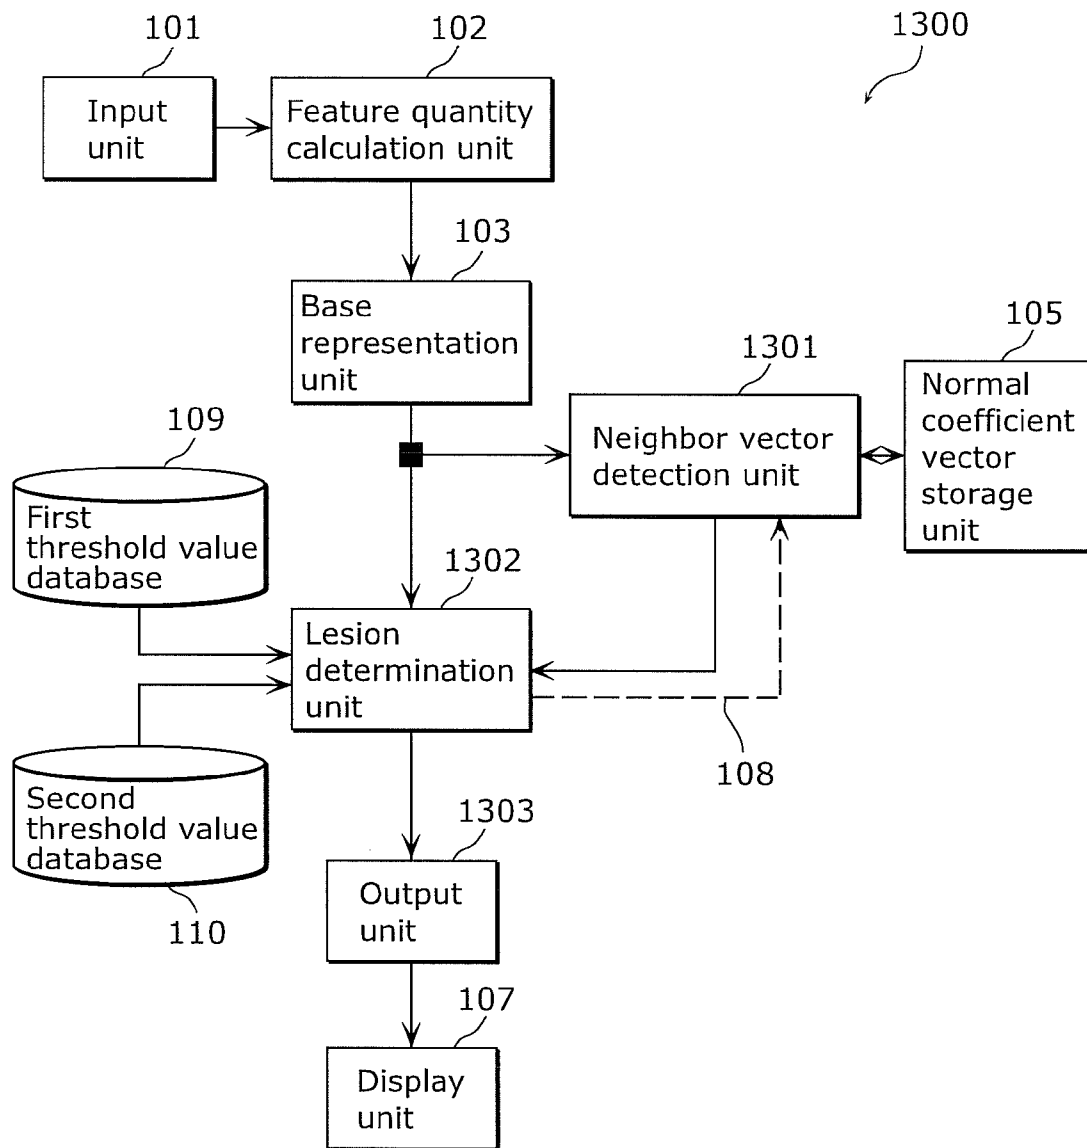 101
102
1300
Input
unit
Feature quantity
calculation unit
103
Base
representation
unit
1301
105
Neighbor vector
detection unit
Normal
coefficient
vector
storage
unit
109
First
threshold value
database
1302
Lesion
determination
unit
108
Second
threshold value
database
110
1303
Output
unit
107
Display
unit